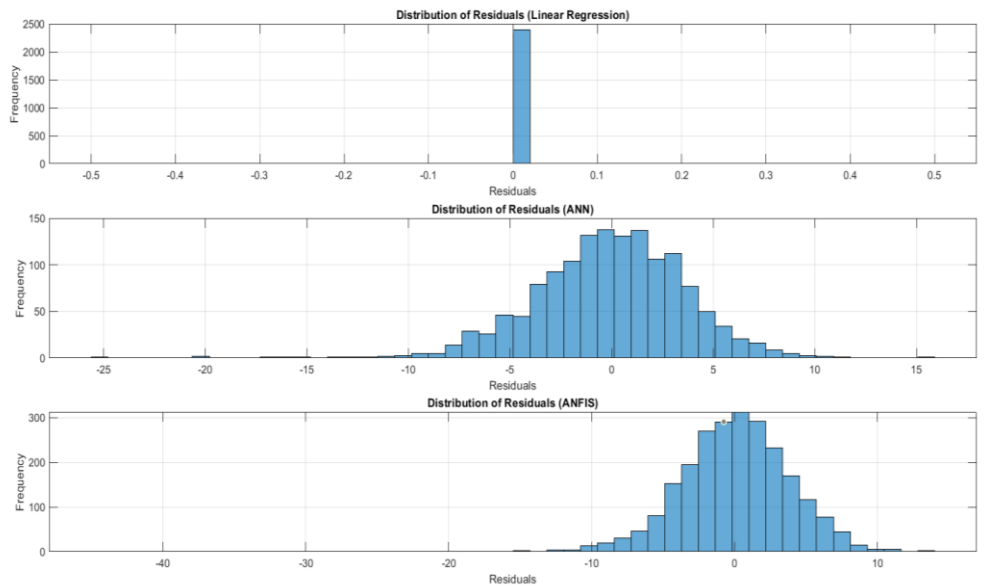 Distribution of Residuals (Linear Regression)
2500
2000
1500
1000
500
0
Frequency
-0.5 -0.4 -0.3 -0.2 -0.1 0 0.1 0.2 0.3 0.4 0.5
Residuals
Distribution of Residuals (ANN)
150
100
50
0
Frequency
-25 -20 -15 -10 -5 0 5 10 15
Residuals
Distribution of Residuals (ANFIS)
300
200
100
0
Frequency
-40 -30 -20 -10 0 10
Residuals